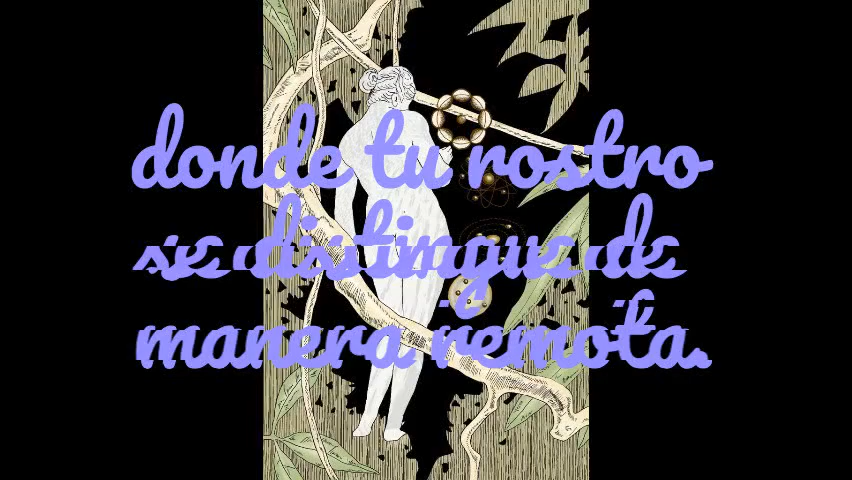 donde tu rostro
se distingue de
manera remota.